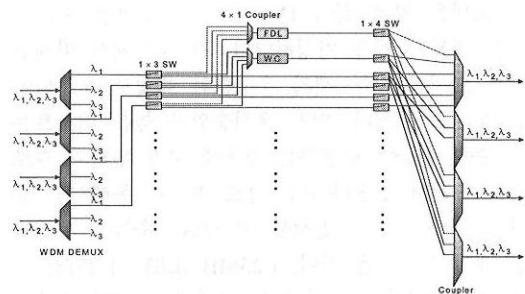 4 × 1 Coupler
FDL
1 × 4 SW
1 × 3 SW
WC
λ₁
λ₁,λ₂,λ₃
λ₂
λ₃
λ₁,λ₂,λ₃
λ₁
λ₂
λ₁,λ₂,λ₃
λ₃
λ₁,λ₂,λ₃
λ₁
λ₂
λ₁,λ₂,λ₃
λ₃
λ₁,λ₂,λ₃
λ₁
λ₂
λ₁,λ₂,λ₃
λ₃
λ₁,λ₂,λ₃
WDM DEMUX
Coupler